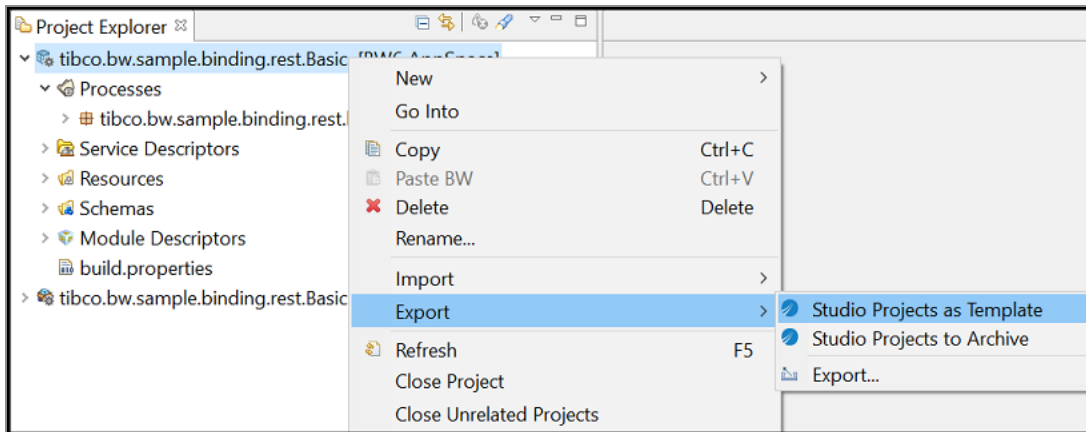 Project Explorer
tibco.bw.sample.binding.rest.Basic [BW6 AppSpace]
New
Processes
Go Into
tibco.bw.sample.binding.rest.
Service Descriptors
Copy Ctrl+C
Resources
Paste BW Ctrl+V
Schemas
Delete Delete
Module Descriptors
Rename...
build.properties
Import
tibco.bw.sample.binding.rest.Basic
Export
Studio Projects as Template
Studio Projects to Archive
Refresh F5
Export...
Close Project
Close Unrelated Projects